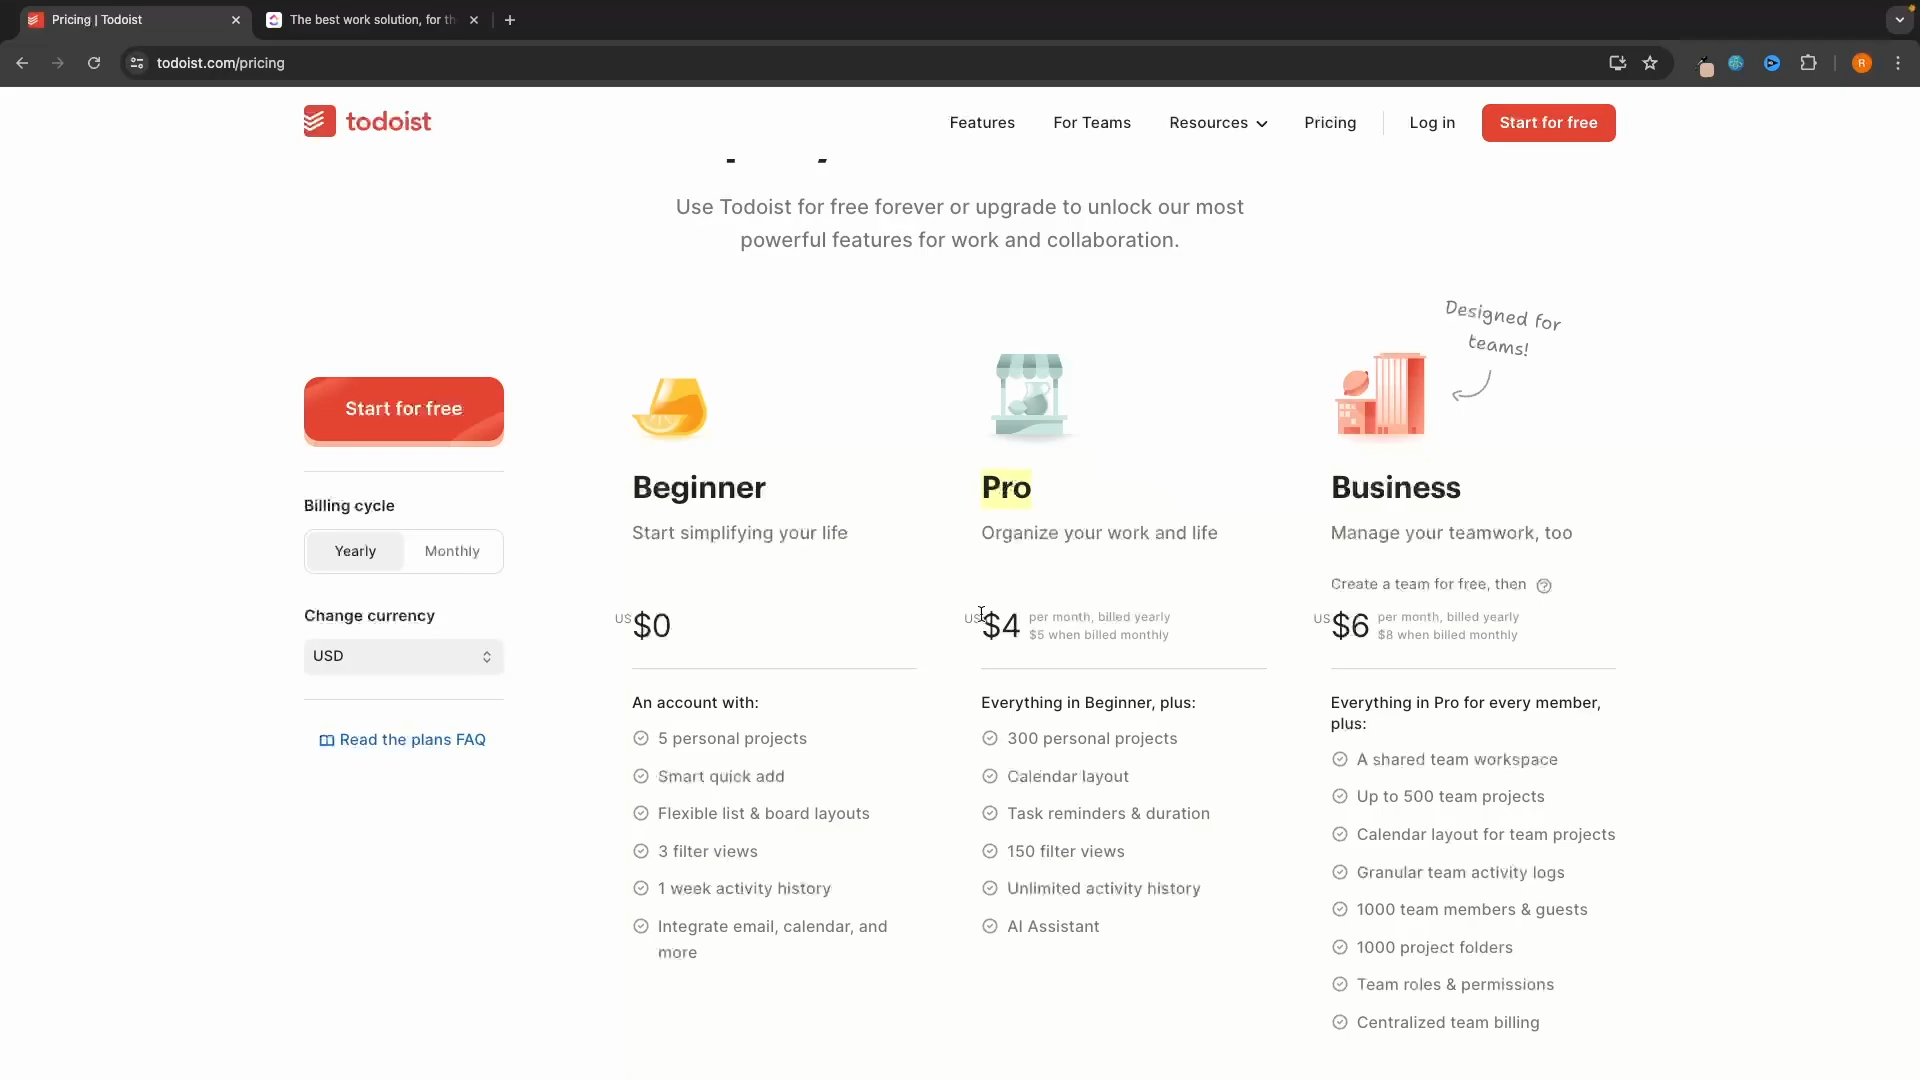 Pricing | Todoist
The best work solution, for th
todoist.com/pricing
R
todoist
Features
For Teams
Resources
Pricing
Log in
Start for free
Use Todoist for free forever or upgrade to unlock our most
powerful features for work and collaboration.
Designed for
teams!
Start for free
Billing cycle
Yearly
Monthly
Change currency
USD
Read the plans FAQ
Beginner
Start simplifying your life
US$0
An account with:
5 personal projects
Smart quick add
Flexible list & board layouts
3 filter views
1 week activity history
Integrate email, calendar, and
more
Pro
Organize your work and life
US$4
per month, billed yearly
$5 when billed monthly
Everything in Beginner, plus:
300 personal projects
Calendar layout
Task reminders & duration
150 filter views
Unlimited activity history
AI Assistant
Business
Manage your teamwork, too
Create a team for free, then
US$6
per month, billed yearly
$8 when billed monthly
Everything in Pro for every member,
plus:
A shared team workspace
Up to 500 team projects
Calendar layout for team projects
Granular team activity logs
1000 team members & guests
1000 project folders
Team roles & permissions
Centralized team billing